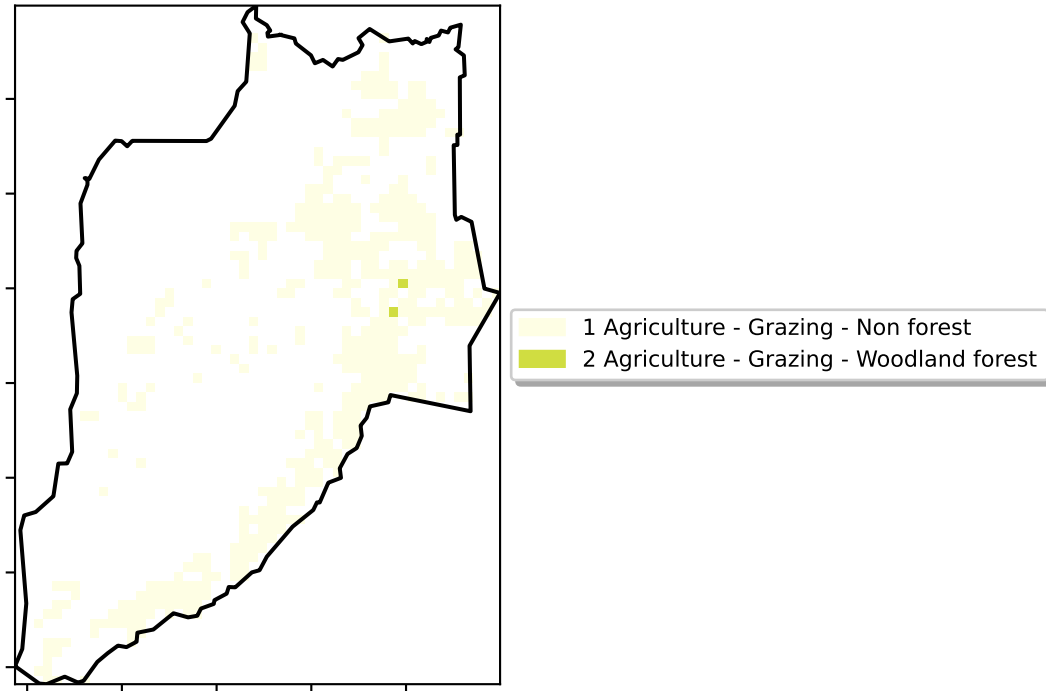 1 Agriculture - Grazing - Non forest
2 Agriculture - Grazing - Woodland forest